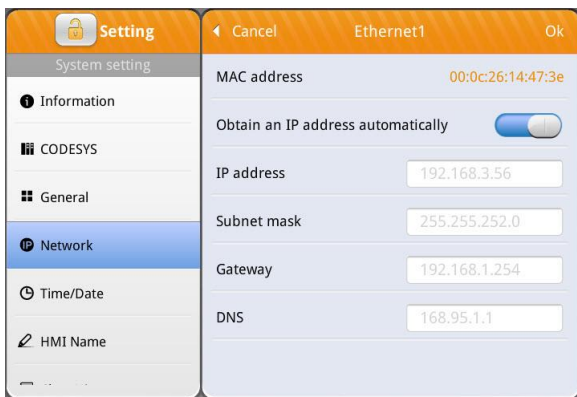 Setting
System setting
Information
CODESYS
General
Network
Time/Date
HMI Name
Cancel Ethernet1 Ok
MAC address 00:0c:26:14:47:3e
Obtain an IP address automatically
IP address 192.168.3.56
Subnet mask 255.255.252.0
Gateway 192.168.1.254
DNS 168.95.1.1